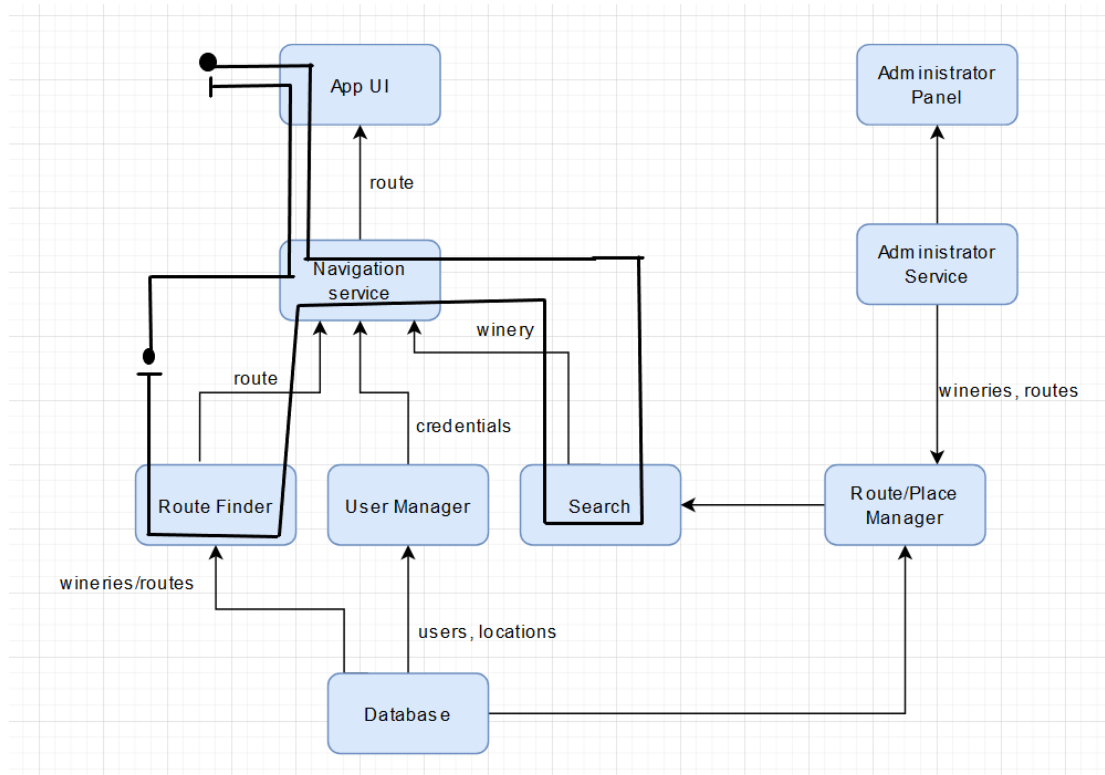 App UI
Administrator
Panel
route
Navigation
service
Administrator
Service
winery
route
wineries, routes
credentials
Route Finder
User Manager
Search
Route/Place
Manager
wineries/routes
users, locations
Database